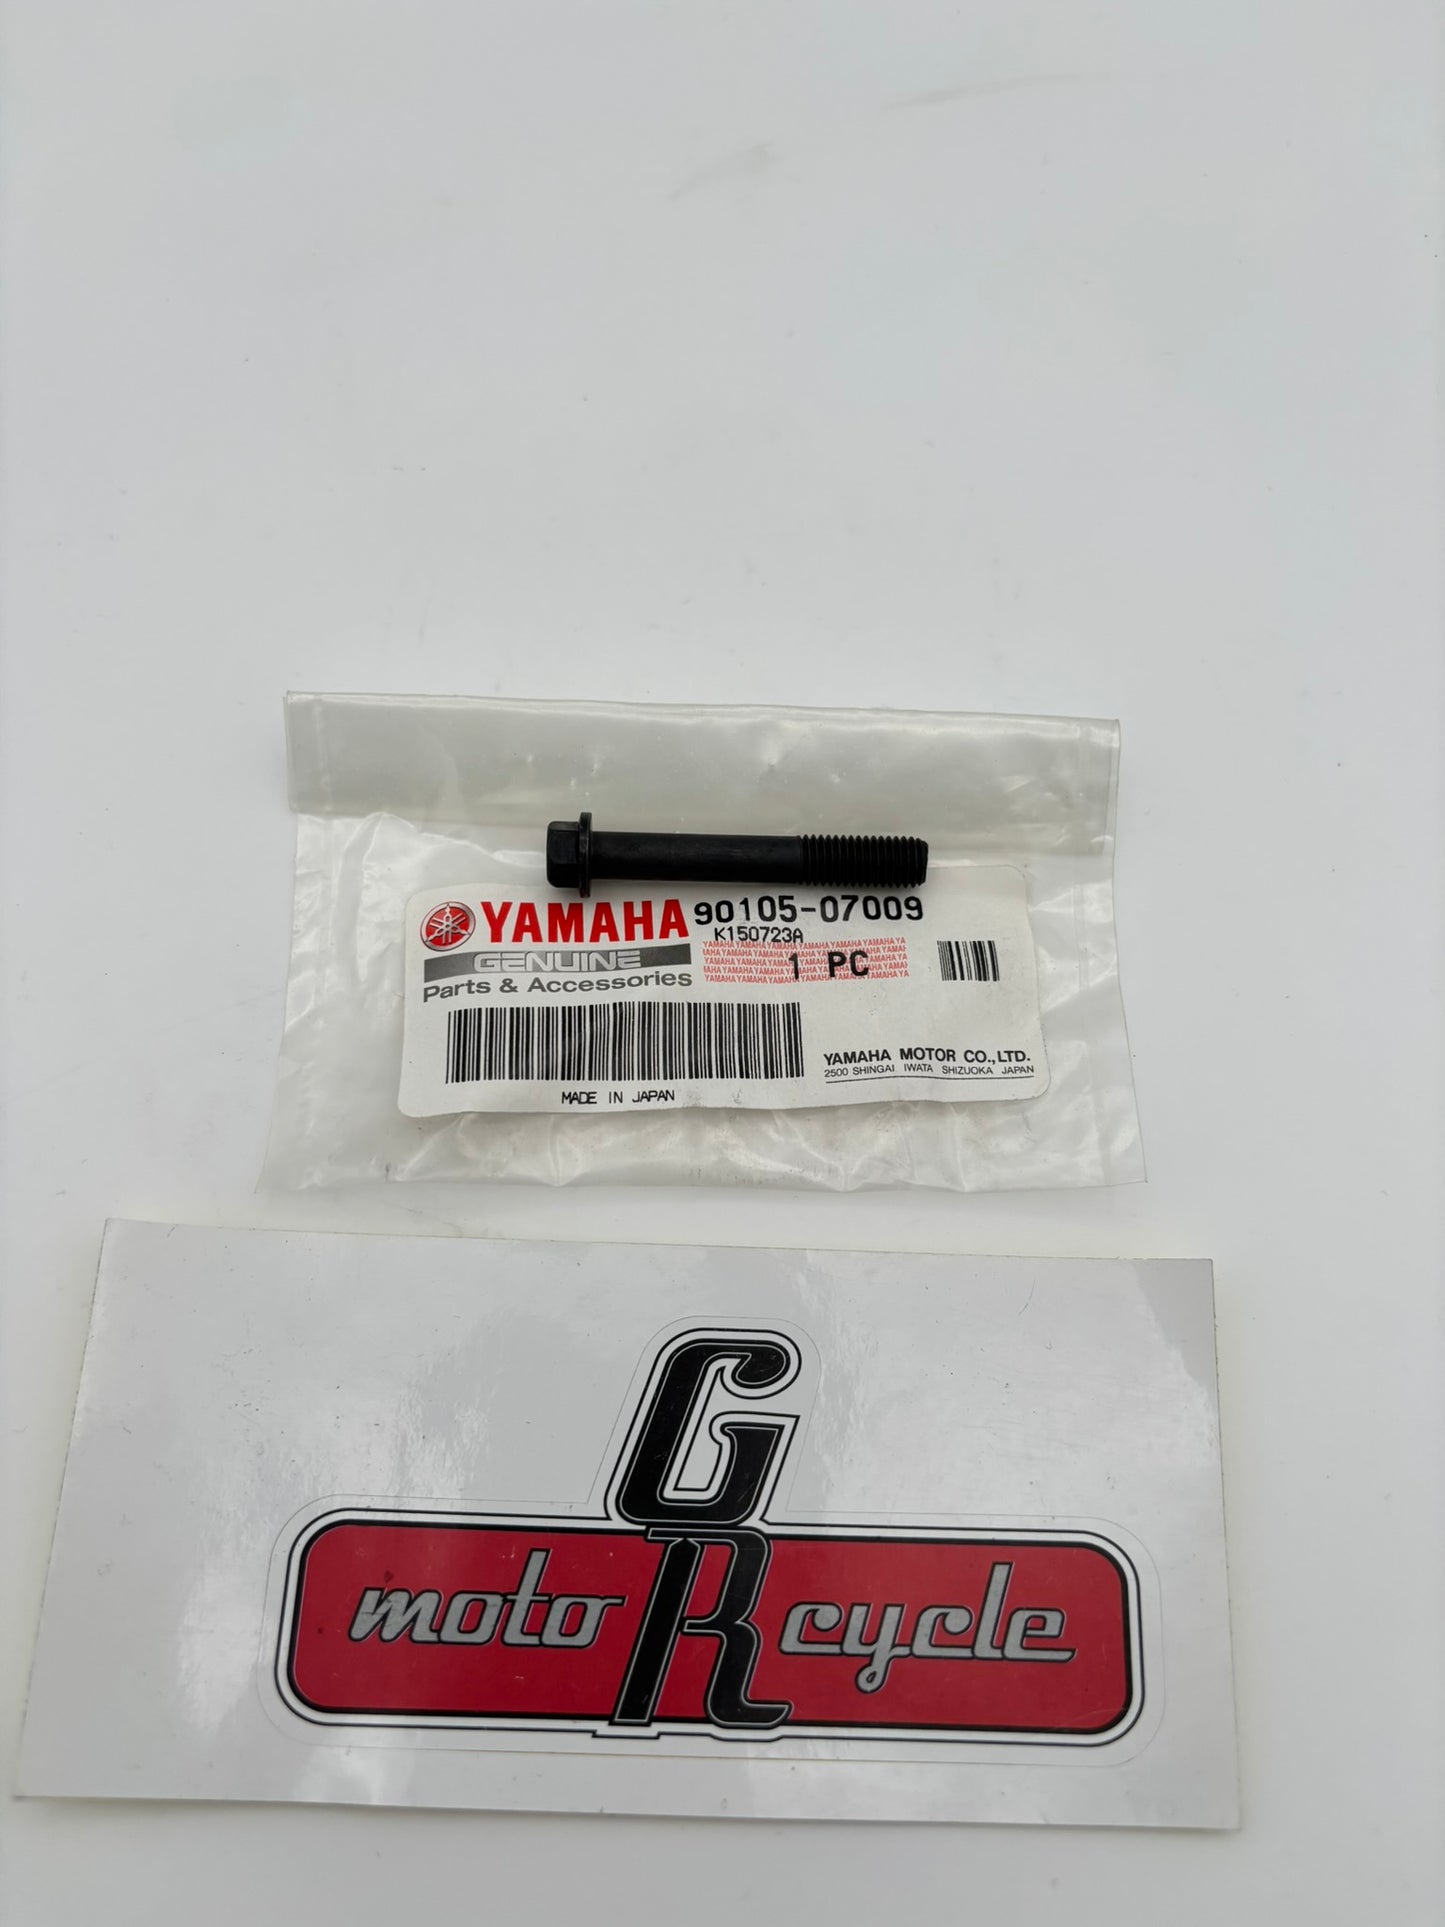 YAMAHA 90105-07009
K150723A
GENUINE
1 PC
Parts & Accessories
YAMAHA MOTOR CO.,LTD.
2500 SHINGAI IWATA SHIZUOKA JAPAN
MADE IN JAPAN
GR
moto cycle